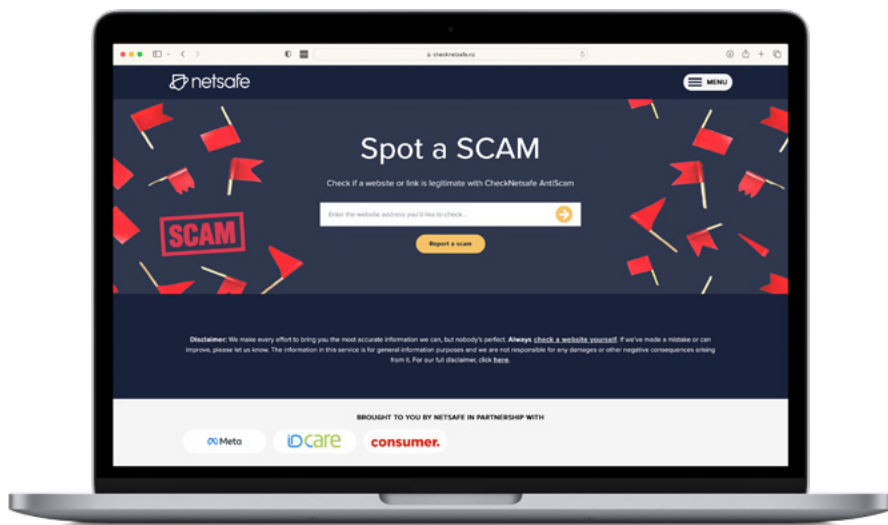 checknetsafe.nz
netsafe
MENU
Spot a SCAM
Check if a website or link is legitimate with CheckNetsafe AntiScam
Enter the website address you'd like to check...
SCAM
Report a scam
Disclaimer: We make every effort to bring you the most accurate information we can, but nobody's perfect. Always check a website yourself. If we've made a mistake or can
improve, please let us know. The information in this service is for general information purposes and we are not responsible for any damages or other negative consequences arising
from it. For our full disclaimer, click here.
BROUGHT TO YOU BY NETSAFE IN PARTNERSHIP WITH
Meta
iDcare
consumer.